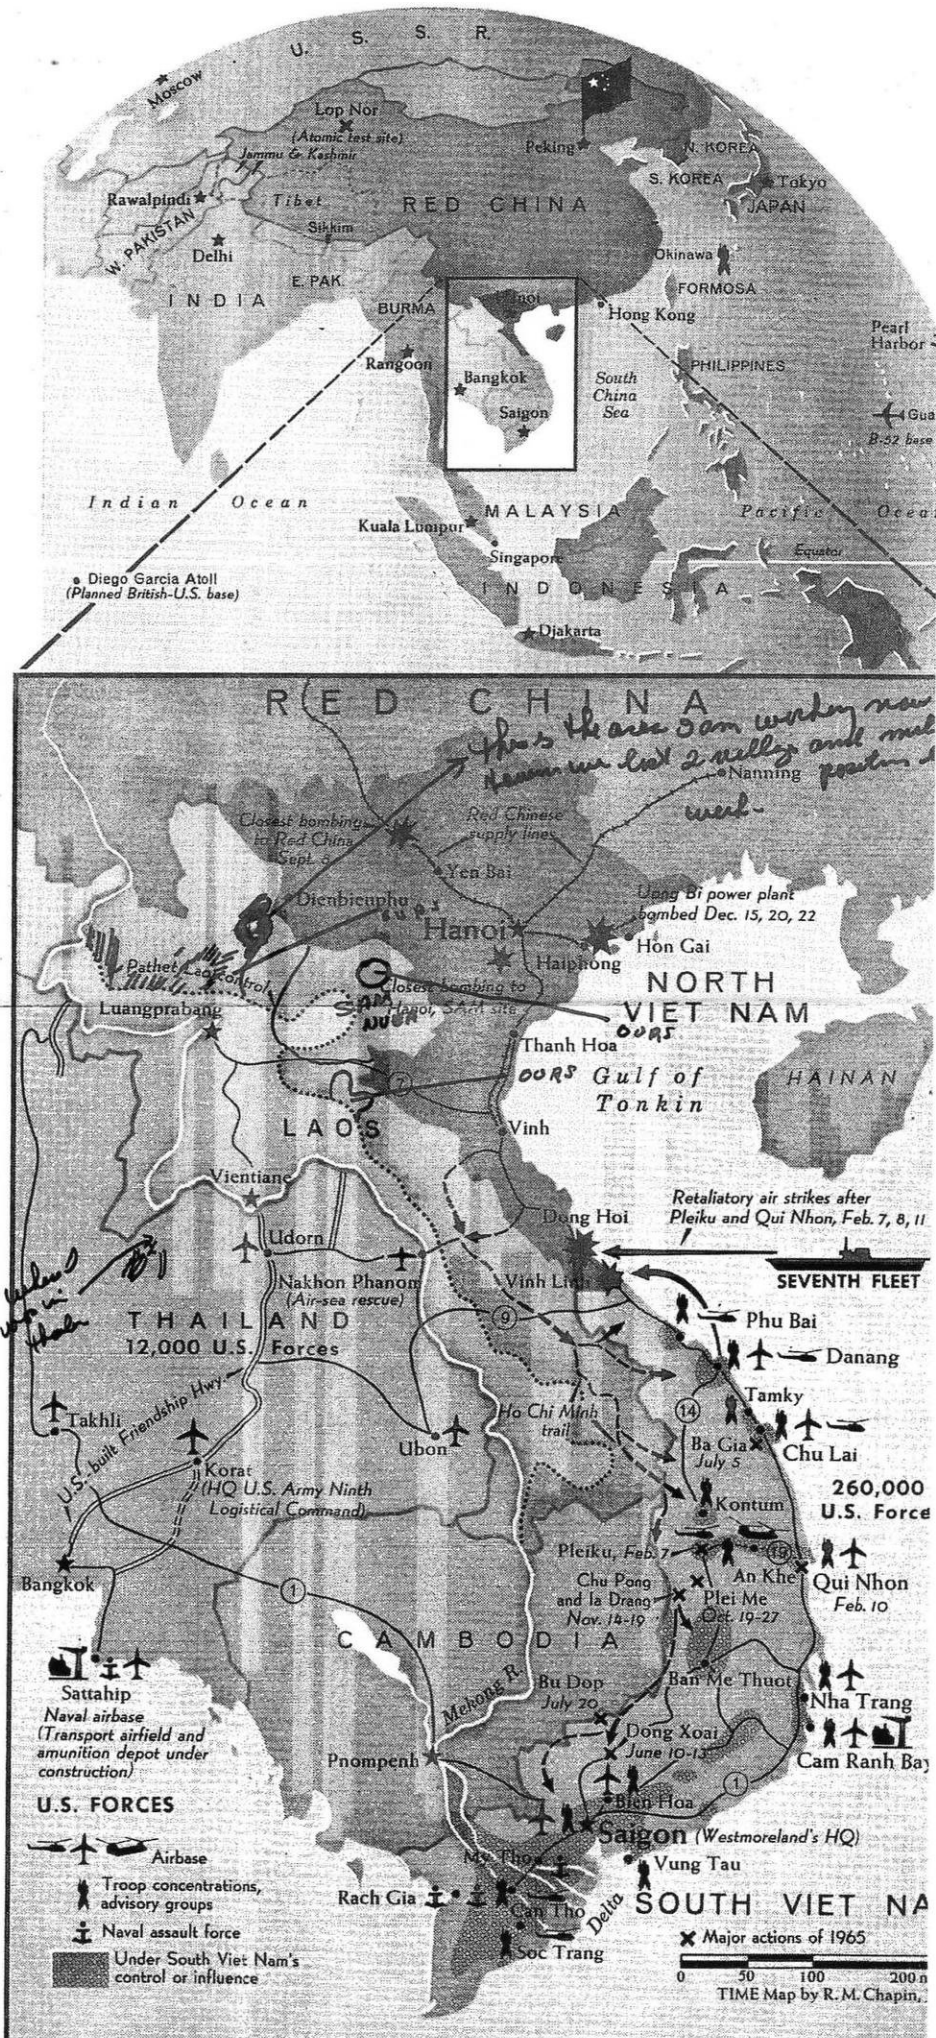 U. S. S. R.
Moscow
Lop Nor
(Atomic test site)
Jammu & Kashmir
Peking
N. KOREA
S. KOREA
Tokyo
JAPAN
Rawalpindi
Tibet
RED CHINA
W. PAKISTAN
Sikkim
Delhi
Okinawa
E. PAK.
FORMOSA
INDIA
BURMA
Hanoi
Hong Kong
Pearl
Harbor
Rangoon
PHILIPPINES
Bangkok
South
China
Sea
Saigon
Gua
B-52 base
Indian Ocean
MALAYSIA
Pacific Ocea
Kuala Lumpur
Singapore
Equator
Diego Garcia Atoll
(Planned British-U.S. base)
INDONESIA
Djakarta
RED CHINA
this is the area I am working now
we lost 2 and
Nanning
Closest bombing
to Red China
Sept. 6
Red Chinese
supply lines
Yen Bai
Dienbienphu
OURS
Uong Bi power plant
bombed Dec. 15, 20, 22
Hanoi
Hon Gai
Haiphong
Pathet Lao control
Closest bombing to
Hanoi, SAM site
SAM
NUEA
NORTH
VIET NAM
Luangprabang
OURS
Thanh Hoa
7
OURS
Gulf of
Tonkin
HAINAN
LAOS
Vinh
Vientiane
Retaliatory air strikes after
Pleiku and Qui Nhon, Feb. 7, 8, 11
Dong Hoi
Udorn
Nakhon Phanom
(Air-sea rescue)
Vinh Linh
SEVENTH FLEET
where I
was in
THAILAND
12,000 U.S. Forces
9
Phu Bai
Danang
U.S.-built Friendship Hwy.
Takhli
Ho Chi Minh
trail
14
Tamky
Ubon
Ba Gia
July 5
Chu Lai
Korat
(HQ U.S. Army Ninth
Logistical Command)
260,000
U.S. Force
Kontum
Bangkok
Pleiku, Feb. 7
19
An Khe
Qui Nhon
Feb. 10
1
Chu Pong
and Ia Drang
Nov. 14-19
Plei Me
Oct. 19-27
CAMBODIA
Mekong R.
Sattahip
Naval airbase
(Transport airfield and
amunition depot under
construction)
Bu Dop
July 20
Ban Me Thuot
Nha Trang
Dong Xoai
June 10-13
Cam Ranh Bay
Pnompenh
1
U.S. FORCES
Bien Hoa
Saigon (Westmoreland's HQ)
Airbase
My Tho
Vung Tau
Troop concentrations,
advisory groups
Rach Gia
Can Tho
Delta
SOUTH VIET NA
Naval assault force
Soc Trang
Major actions of 1965
Under South Viet Nam's
control or influence
0 50 100 200 n
TIME Map by R. M. Chapin,